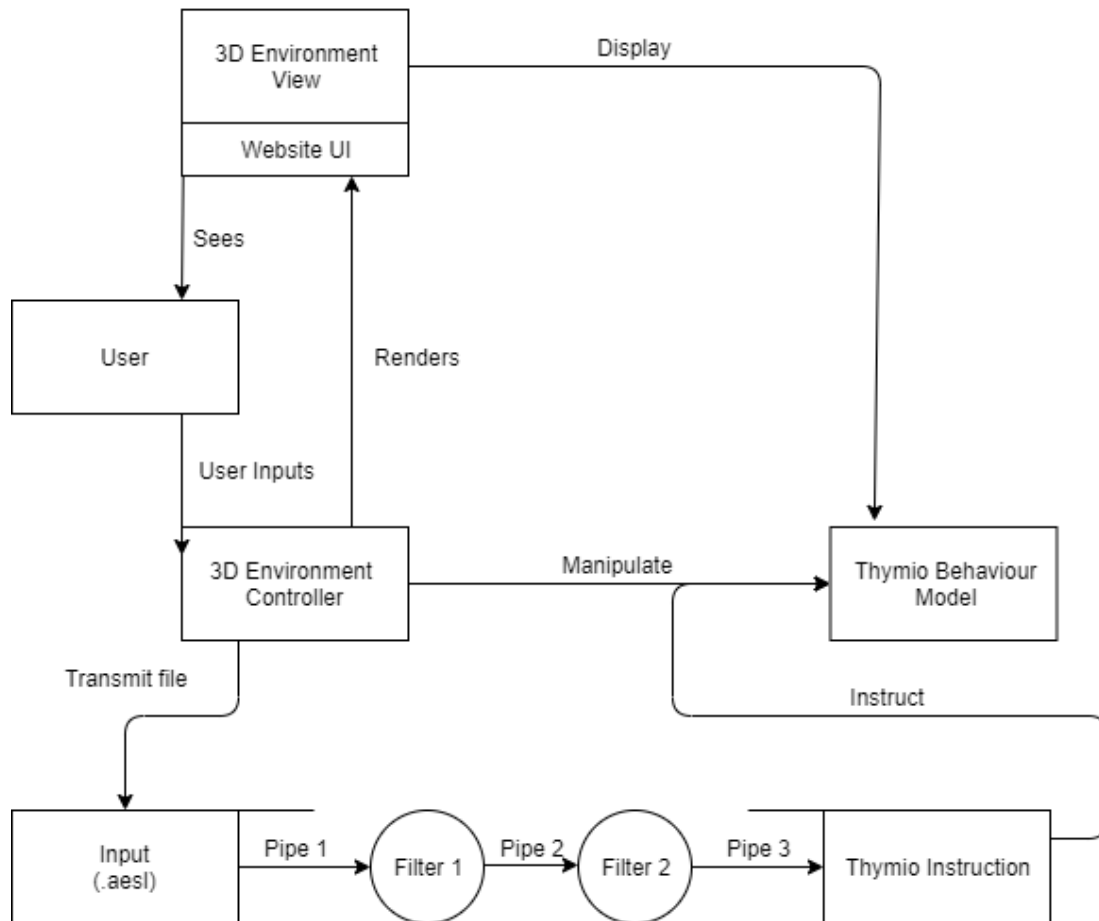 3D Environment
View
Display
Website UI
Sees
User
Renders
User Inputs
3D Environment
Controller
Manipulate
Thymio Behaviour
Model
Transmit file
Instruct
Input
(.aesl)
Pipe 1
Filter 1
Pipe 2
Filter 2
Pipe 3
Thymio Instruction